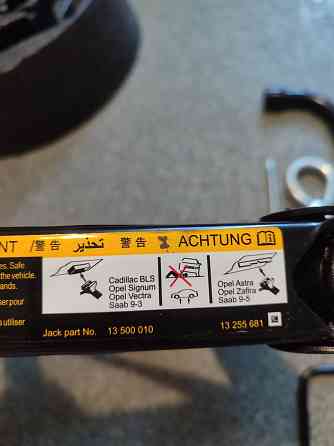 NT /警告 تحذير 警告 ACHTUNG
es. Safe
the vehicle.
ands.
ser pour
utiliser
Cadillac BLS
Opel Signum
Opel Vectra
Saab 9-3
Opel Astra
Opel Zafira
Saab 9-5
Jack part No. 13 500 010
13 255 681